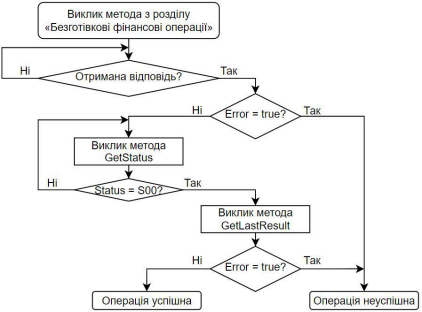 Виклик метода з розділу
«Безготівкові фінансові операції»
Ні
Отримана відповідь?
Так
Ні
Error = true?
Так
Виклик метода
GetStatus
Ні
Status = S00?
Так
Виклик метода
GetLastResult
Ні
Error = true?
Так
Операція успішна
Операція неуспішна